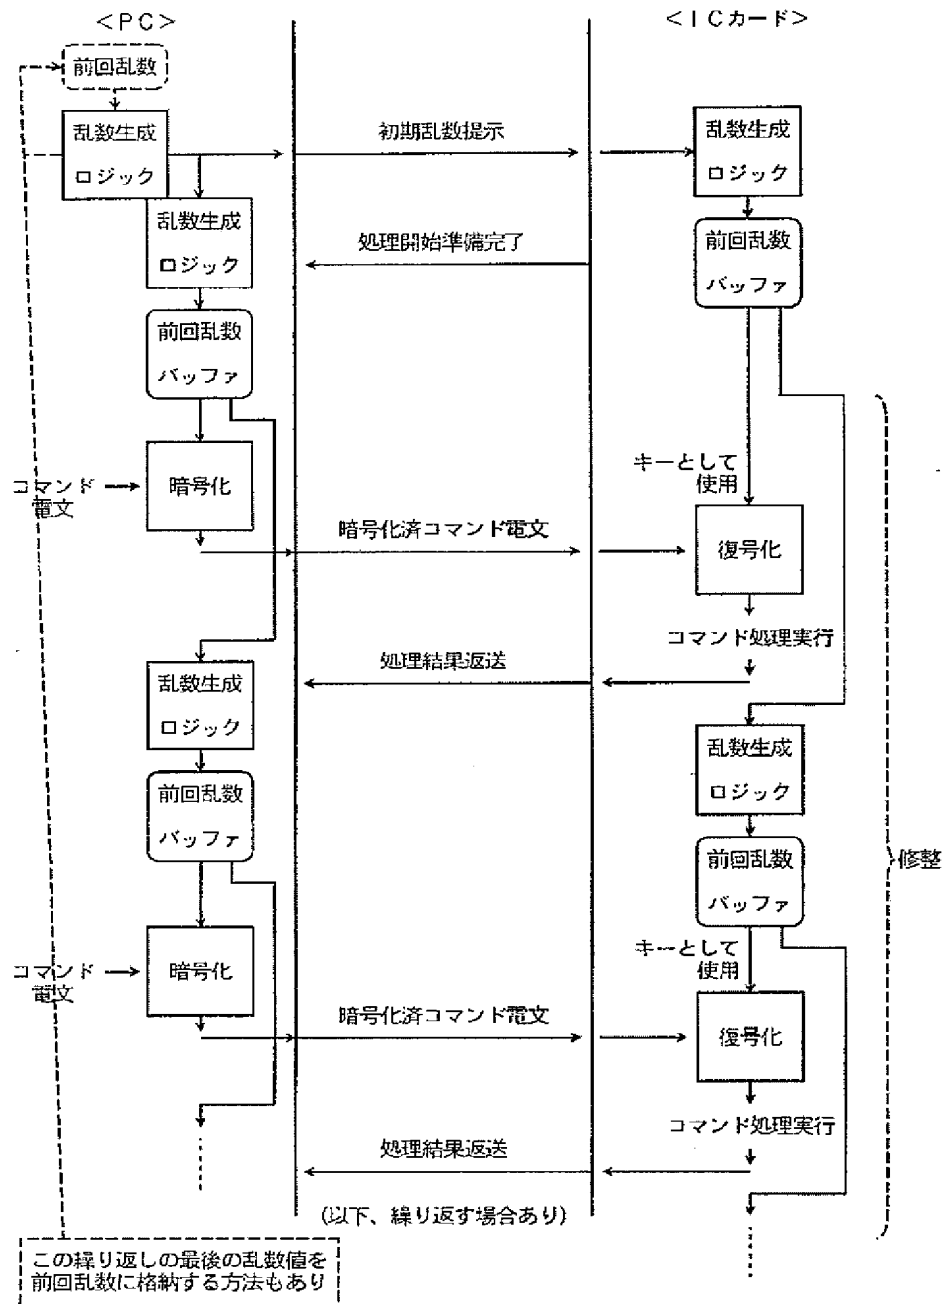 ＜ＰＣ＞
＜ＩＣカード＞
前回乱数
乱数生成
ロジック
初期乱数提示
乱数生成
ロジック
乱数生成
ロジック
処理開始準備完了
前回乱数
バッファ
前回乱数
バッファ
コマンド
電文
暗号化
キーとして
使用
暗号化済コマンド電文
復号化
コマンド処理実行
処理結果返送
乱数生成
ロジック
乱数生成
ロジック
前回乱数
バッファ
前回乱数
バッファ
修整
コマンド
電文
暗号化
キーとして
使用
暗号化済コマンド電文
復号化
コマンド処理実行
処理結果返送
(以下、繰り返す場合あり)
この繰り返しの最後の乱数値を
前回乱数に格納する方法もあり